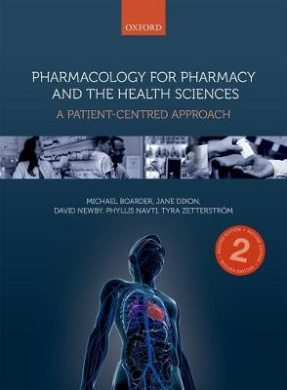 OXFORD
PHARMACOLOGY FOR PHARMACY
AND THE HEALTH SCIENCES
A PATIENT-CENTRED APPROACH
MICHAEL BOARDER, JANE DIXON,
DAVID NEWBY, PHYLLIS NAVTI, TYRA ZETTERSTRÖM
2